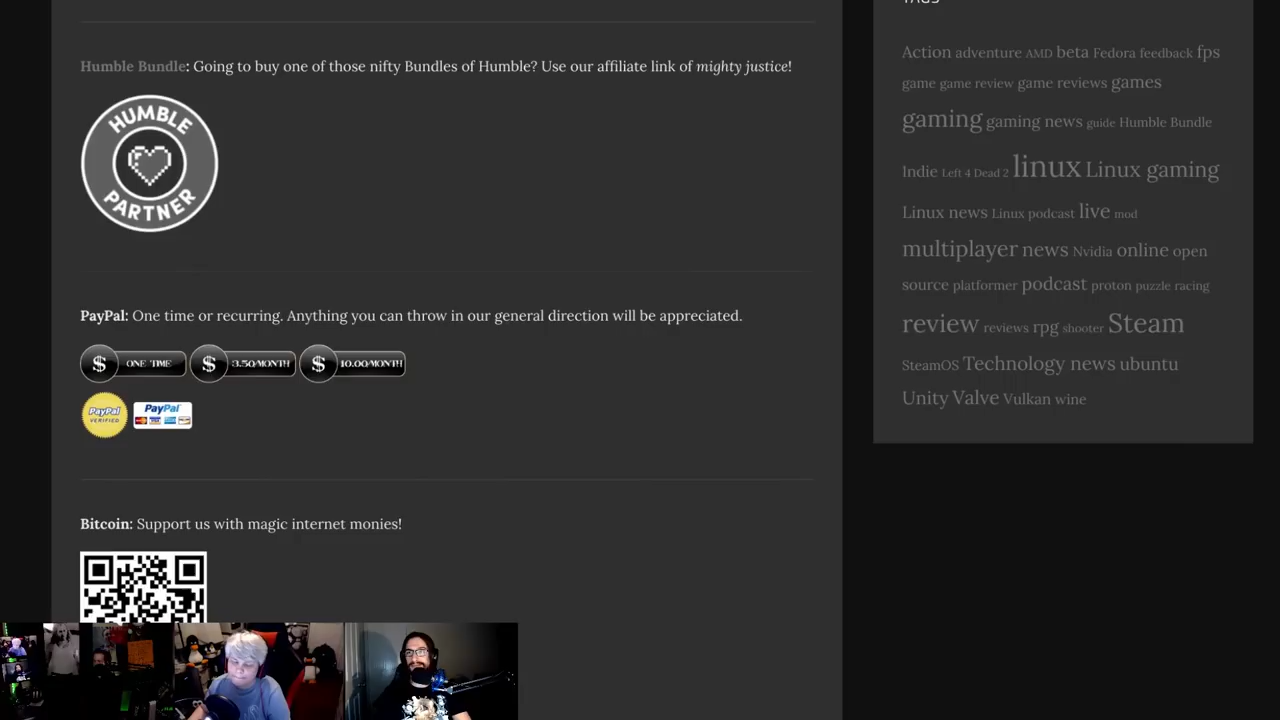 Humble Bundle: Going to buy one of those nifty Bundles of Humble? Use our affiliate link of mighty justice!
HUMBLE
PARTNER
PayPal: One time or recurring. Anything you can throw in our general direction will be appreciated.
$ ONE TIME $ 3.50/MONTH $ 10.00/MONTH
PayPal
VERIFIED
PayPal
Bitcoin: Support us with magic internet monies!
TAGS
Action adventure AMD beta Fedora feedback fps
game game review game reviews games
gaming gaming news guide Humble Bundle
Indie Left 4 Dead 2 linux Linux gaming
Linux news Linux podcast live mod
multiplayer news Nvidia online open
source platformer podcast proton puzzle racing
review reviews rpg shooter Steam
SteamOS Technology news ubuntu
Unity Valve Vulkan wine